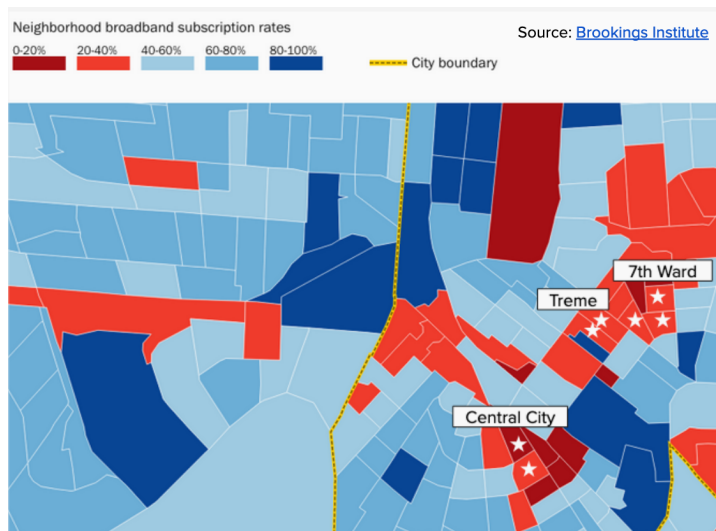 Neighborhood broadband subscription rates
Source: Brookings Institute
0-20% 20-40% 40-60% 60-80% 80-100%
City boundary
7th Ward
Treme
Central City